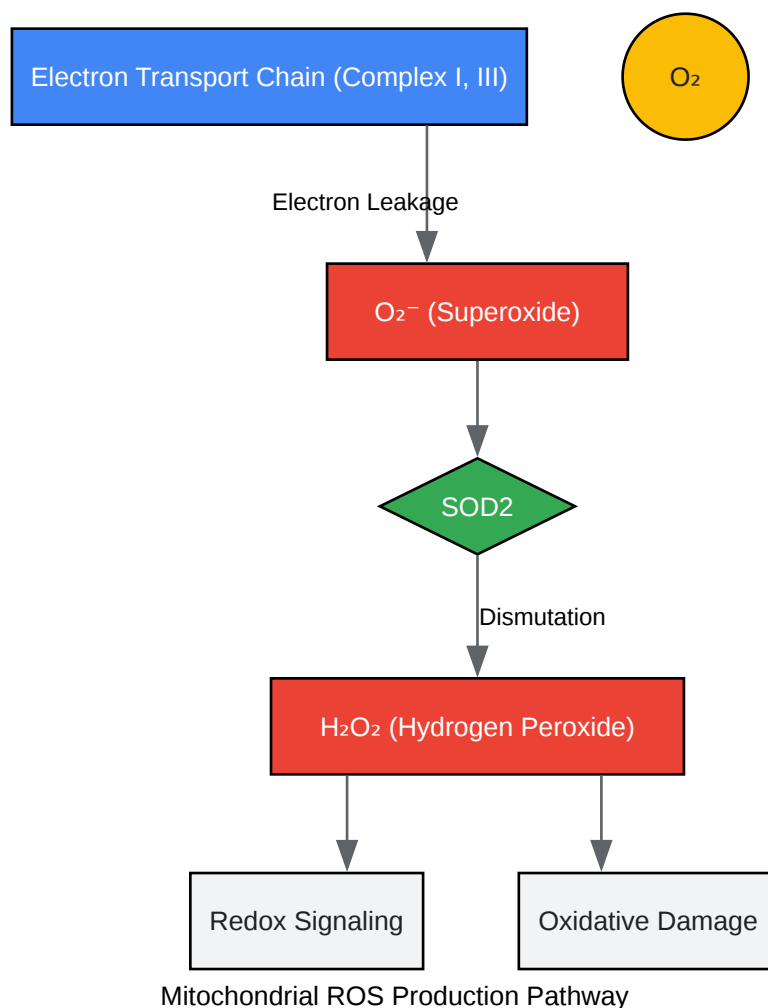 Electron Transport Chain (Complex I, III)
O₂
Electron Leakage
O₂⁻ (Superoxide)
SOD2
Dismutation
H₂O₂ (Hydrogen Peroxide)
Redox Signaling
Oxidative Damage
Mitochondrial ROS Production Pathway